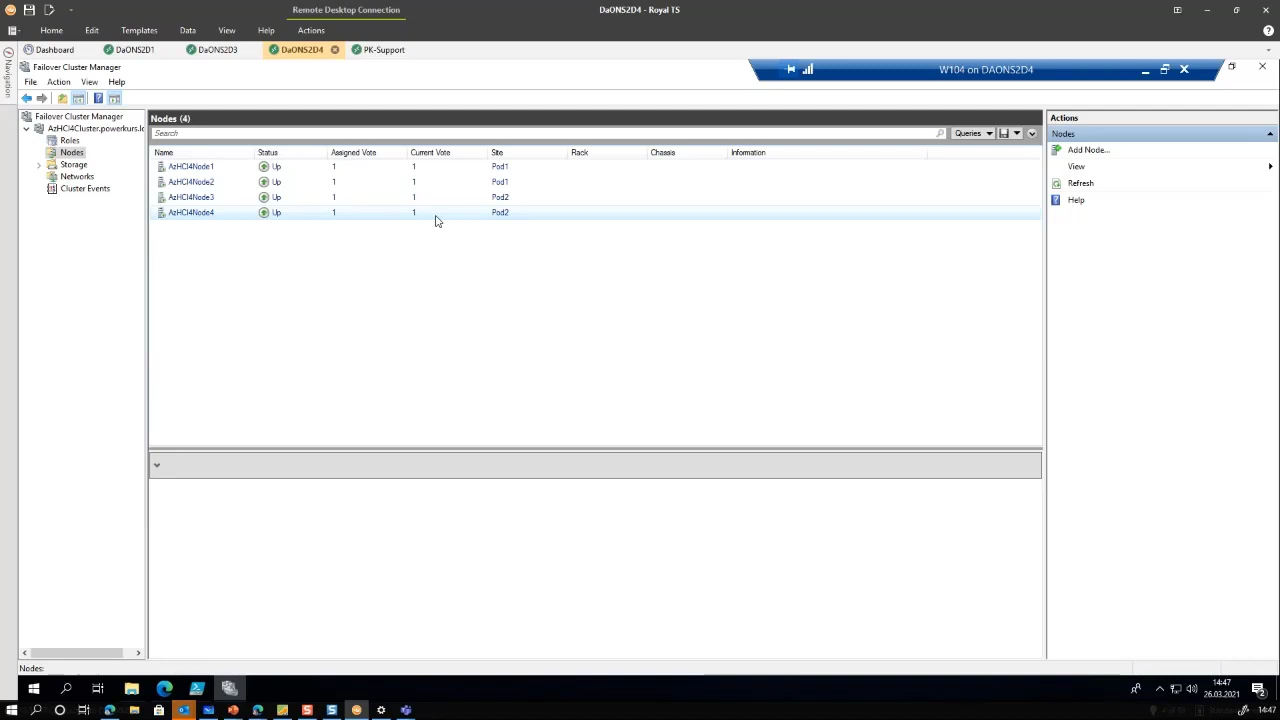 Remote Desktop Connection
DaONS2D4 - Royal TS
Home Edit Templates Data View Help Actions
Dashboard DaONS2D1 DaONS2D3 DaONS2D4 PK-Support
Navigation
Failover Cluster Manager
W104 on DAONS2D4
File Action View Help
Failover Cluster Manager
AzHCI4Cluster.powerkurs.lo
Roles
Nodes
Storage
Networks
Cluster Events
Nodes (4)
Search
Queries
Name Status Assigned Vote Current Vote Site Rack Chassis Information
AzHCI4Node1 Up 1 1 Pod1
AzHCI4Node2 Up 1 1 Pod1
AzHCI4Node3 Up 1 1 Pod2
AzHCI4Node4 Up 1 1 Pod2
Actions
Nodes
Add Node...
View
Refresh
Help
Nodes:
14:47
26.03.2021
14:47